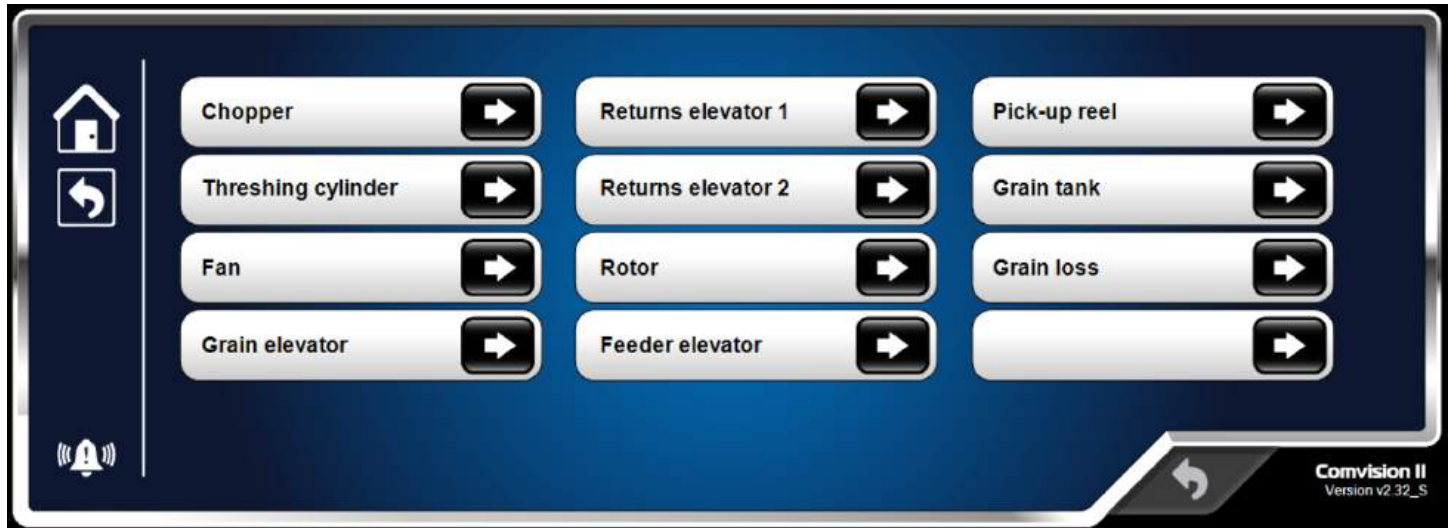 Chopper
Returns elevator 1
Pick-up reel
Threshing cylinder
Returns elevator 2
Grain tank
Fan
Rotor
Grain loss
Grain elevator
Feeder elevator
Comvision II
Version v2.32_S